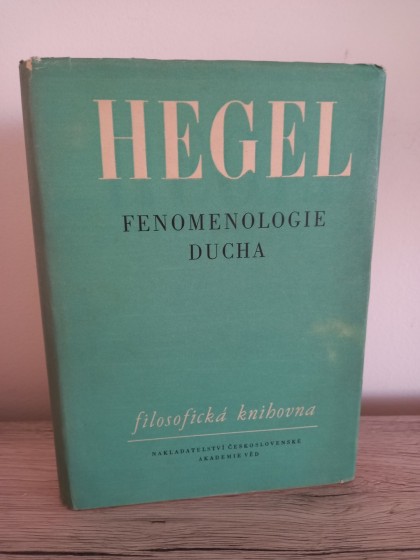 HEGEL
FENOMENOLOGIE
DUCHA
filosofická knihovna
NAKLADATELSTVÍ ČESKOSLOVENSKÉ
AKADEMIE VĚD